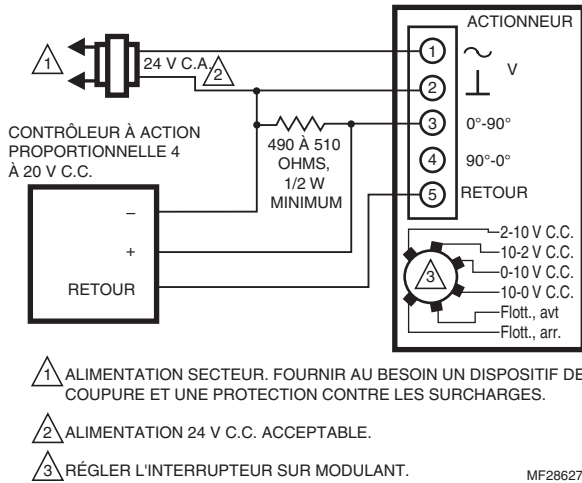 ACTIONNEUR
1
24 V C.A.
2
1
V
2
CONTRÔLEUR À ACTION
PROPORTIONNELLE 4
À 20 V C.C.
490 À 510
OHMS,
1/2 W
MINIMUM
3
0°-90°
4
90°-0°
5
RETOUR
–
+
RETOUR
3
2-10 V C.C.
10-2 V C.C.
0-10 V C.C.
10-0 V C.C.
Flott., avt
Flott., arr.
1 ALIMENTATION SECTEUR. FOURNIR AU BESOIN UN DISPOSITIF DE
COUPURE ET UNE PROTECTION CONTRE LES SURCHARGES.
2 ALIMENTATION 24 V C.C. ACCEPTABLE.
3 RÉGLER L'INTERRUPTEUR SUR MODULANT.
MF28627